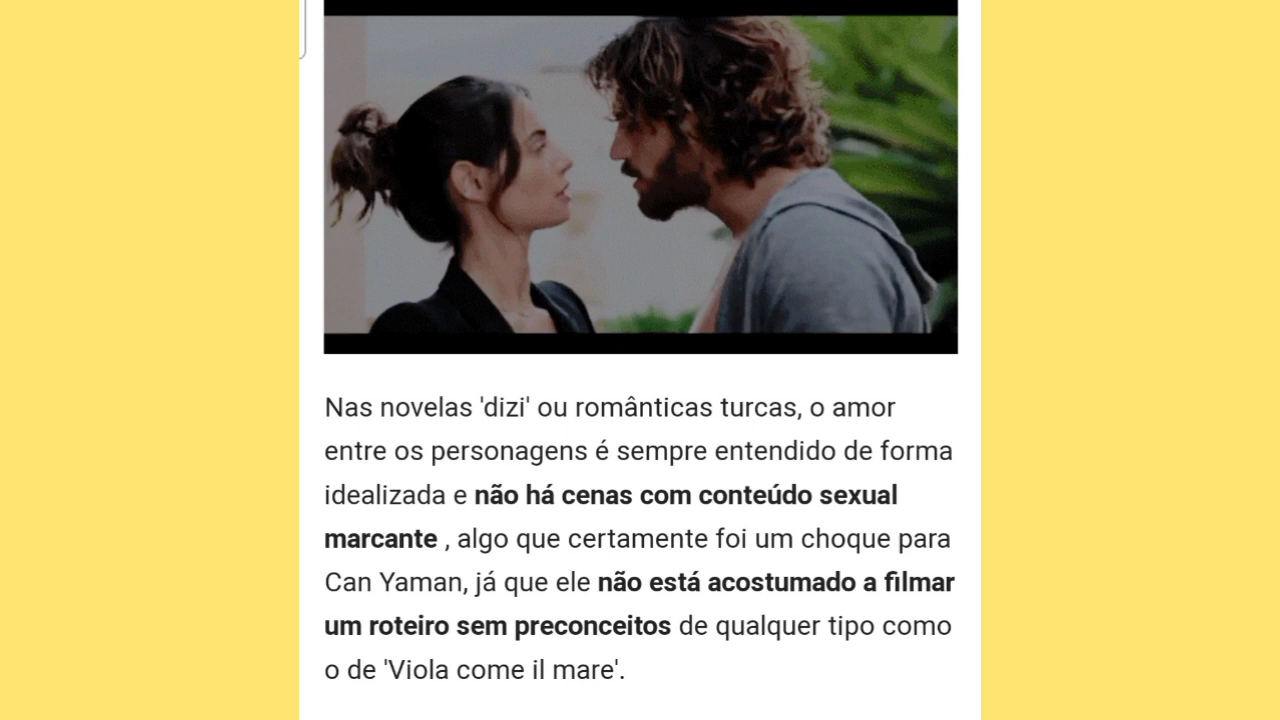 Nas novelas 'dizi' ou românticas turcas, o amor
entre os personagens é sempre entendido de forma
idealizada e não há cenas com conteúdo sexual
marcante , algo que certamente foi um choque para
Can Yaman, já que ele não está acostumado a filmar
um roteiro sem preconceitos de qualquer tipo como
o de 'Viola come il mare'.